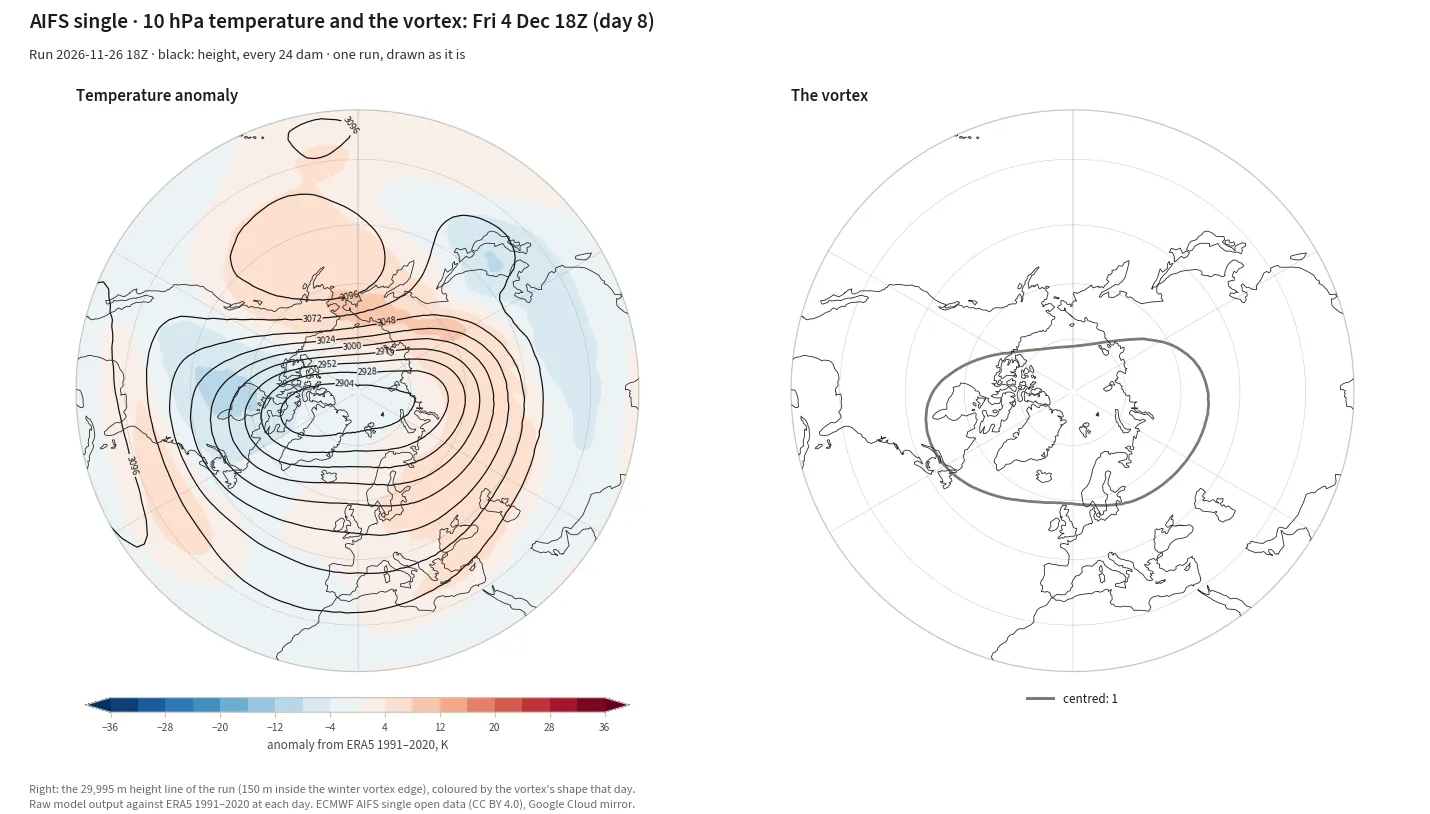 AIFS single · 10 hPa temperature and the vortex: Fri 4 Dec 18Z (day 8)
Run 2026-11-26 18Z · black: height, every 24 dam · one run, drawn as it is
Temperature anomaly
The vortex
3096
3096
3072
3048
3024
3000
2976
2952
2928
2904
3096
centred: 1
−36
−28
−20
−12
−4
4
12
20
28
36
anomaly from ERA5 1991–2020, K
Right: the 29,995 m height line of the run (150 m inside the winter vortex edge), coloured by the vortex's shape that day.
Raw model output against ERA5 1991–2020 at each day. ECMWF AIFS single open data (CC BY 4.0), Google Cloud mirror.